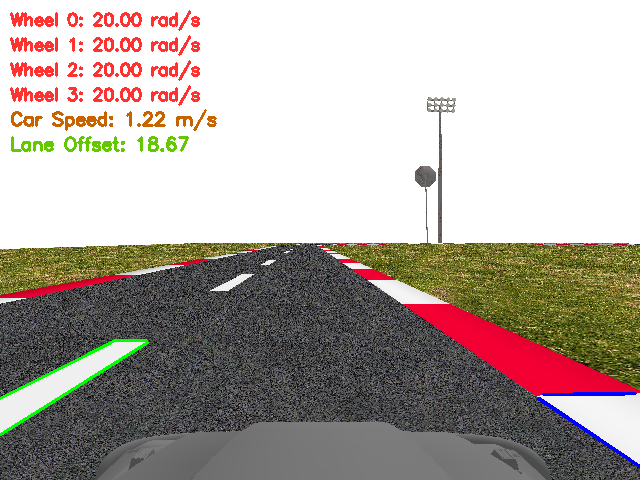 Wheel 0: 20.00 rad/s
Wheel 1: 20.00 rad/s
Wheel 2: 20.00 rad/s
Wheel 3: 20.00 rad/s
Car Speed: 1.22 m/s
Lane Offset: 18.67